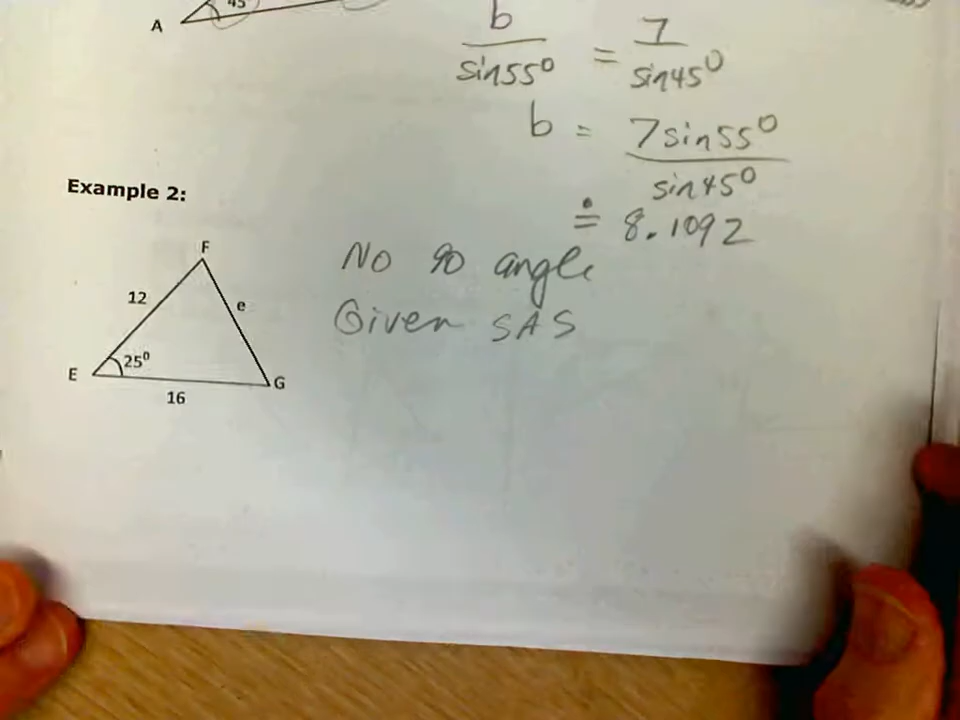 45°
A
b
sin55° = 7
sin45°
b = 7sin55°
sin45°
≐ 8.1092
Example 2:
F
12
e
E
25°
G
16
No 90 angle
Given SAS